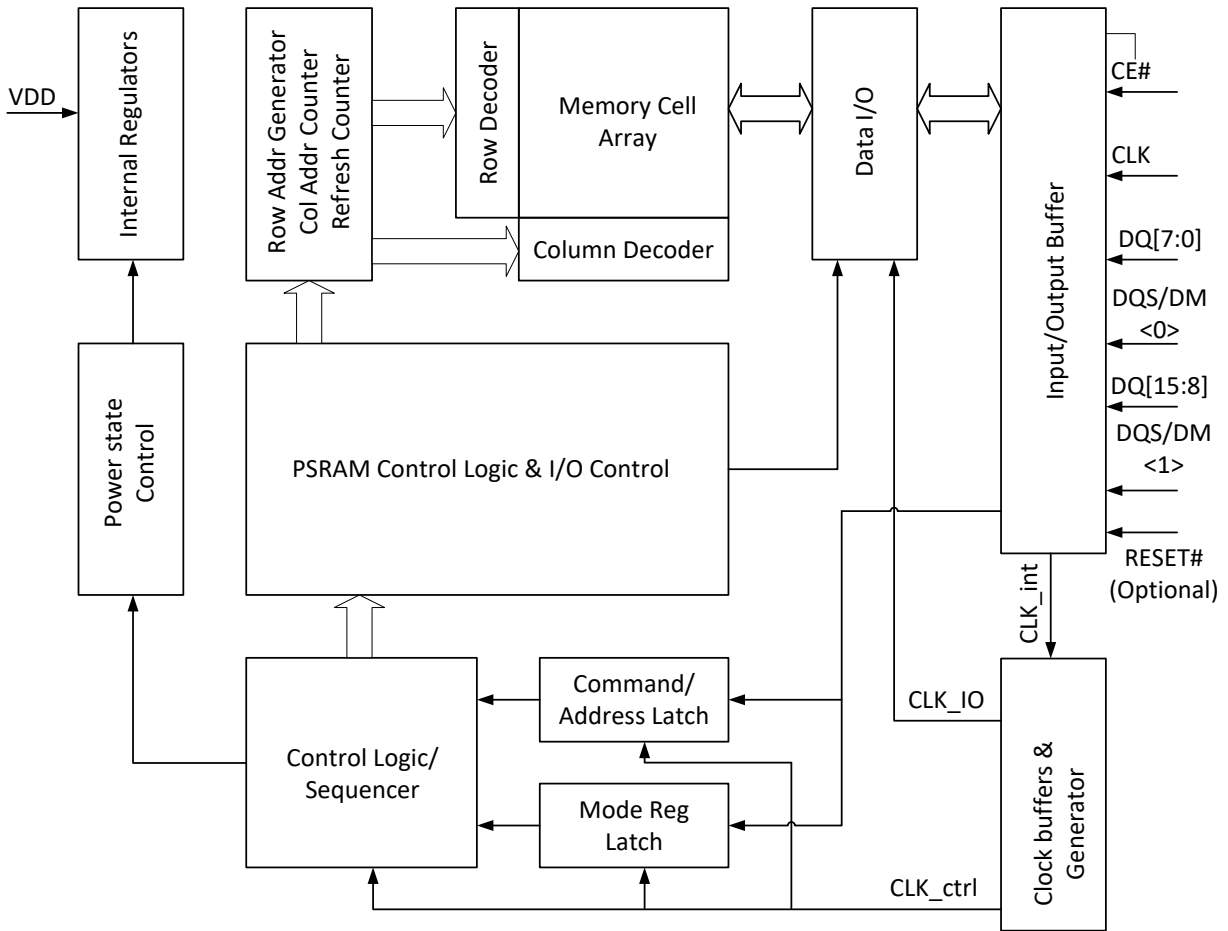 VDD
Internal Regulators
Row Addr Generator
Col Addr Counter
Refresh Counter
Row Decoder
Memory Cell
Array
Column Decoder
Data I/O
Input/Output Buffer
CE#
CLK
DQ[7:0]
DQS/DM
<0>
DQ[15:8]
DQS/DM
<1>
RESET#
(Optional)
Power state
Control
PSRAM Control Logic & I/O Control
CLK_int
Control Logic/
Sequencer
Command/
Address Latch
Mode Reg
Latch
CLK_IO
CLK_ctrl
Clock buffers &
Generator